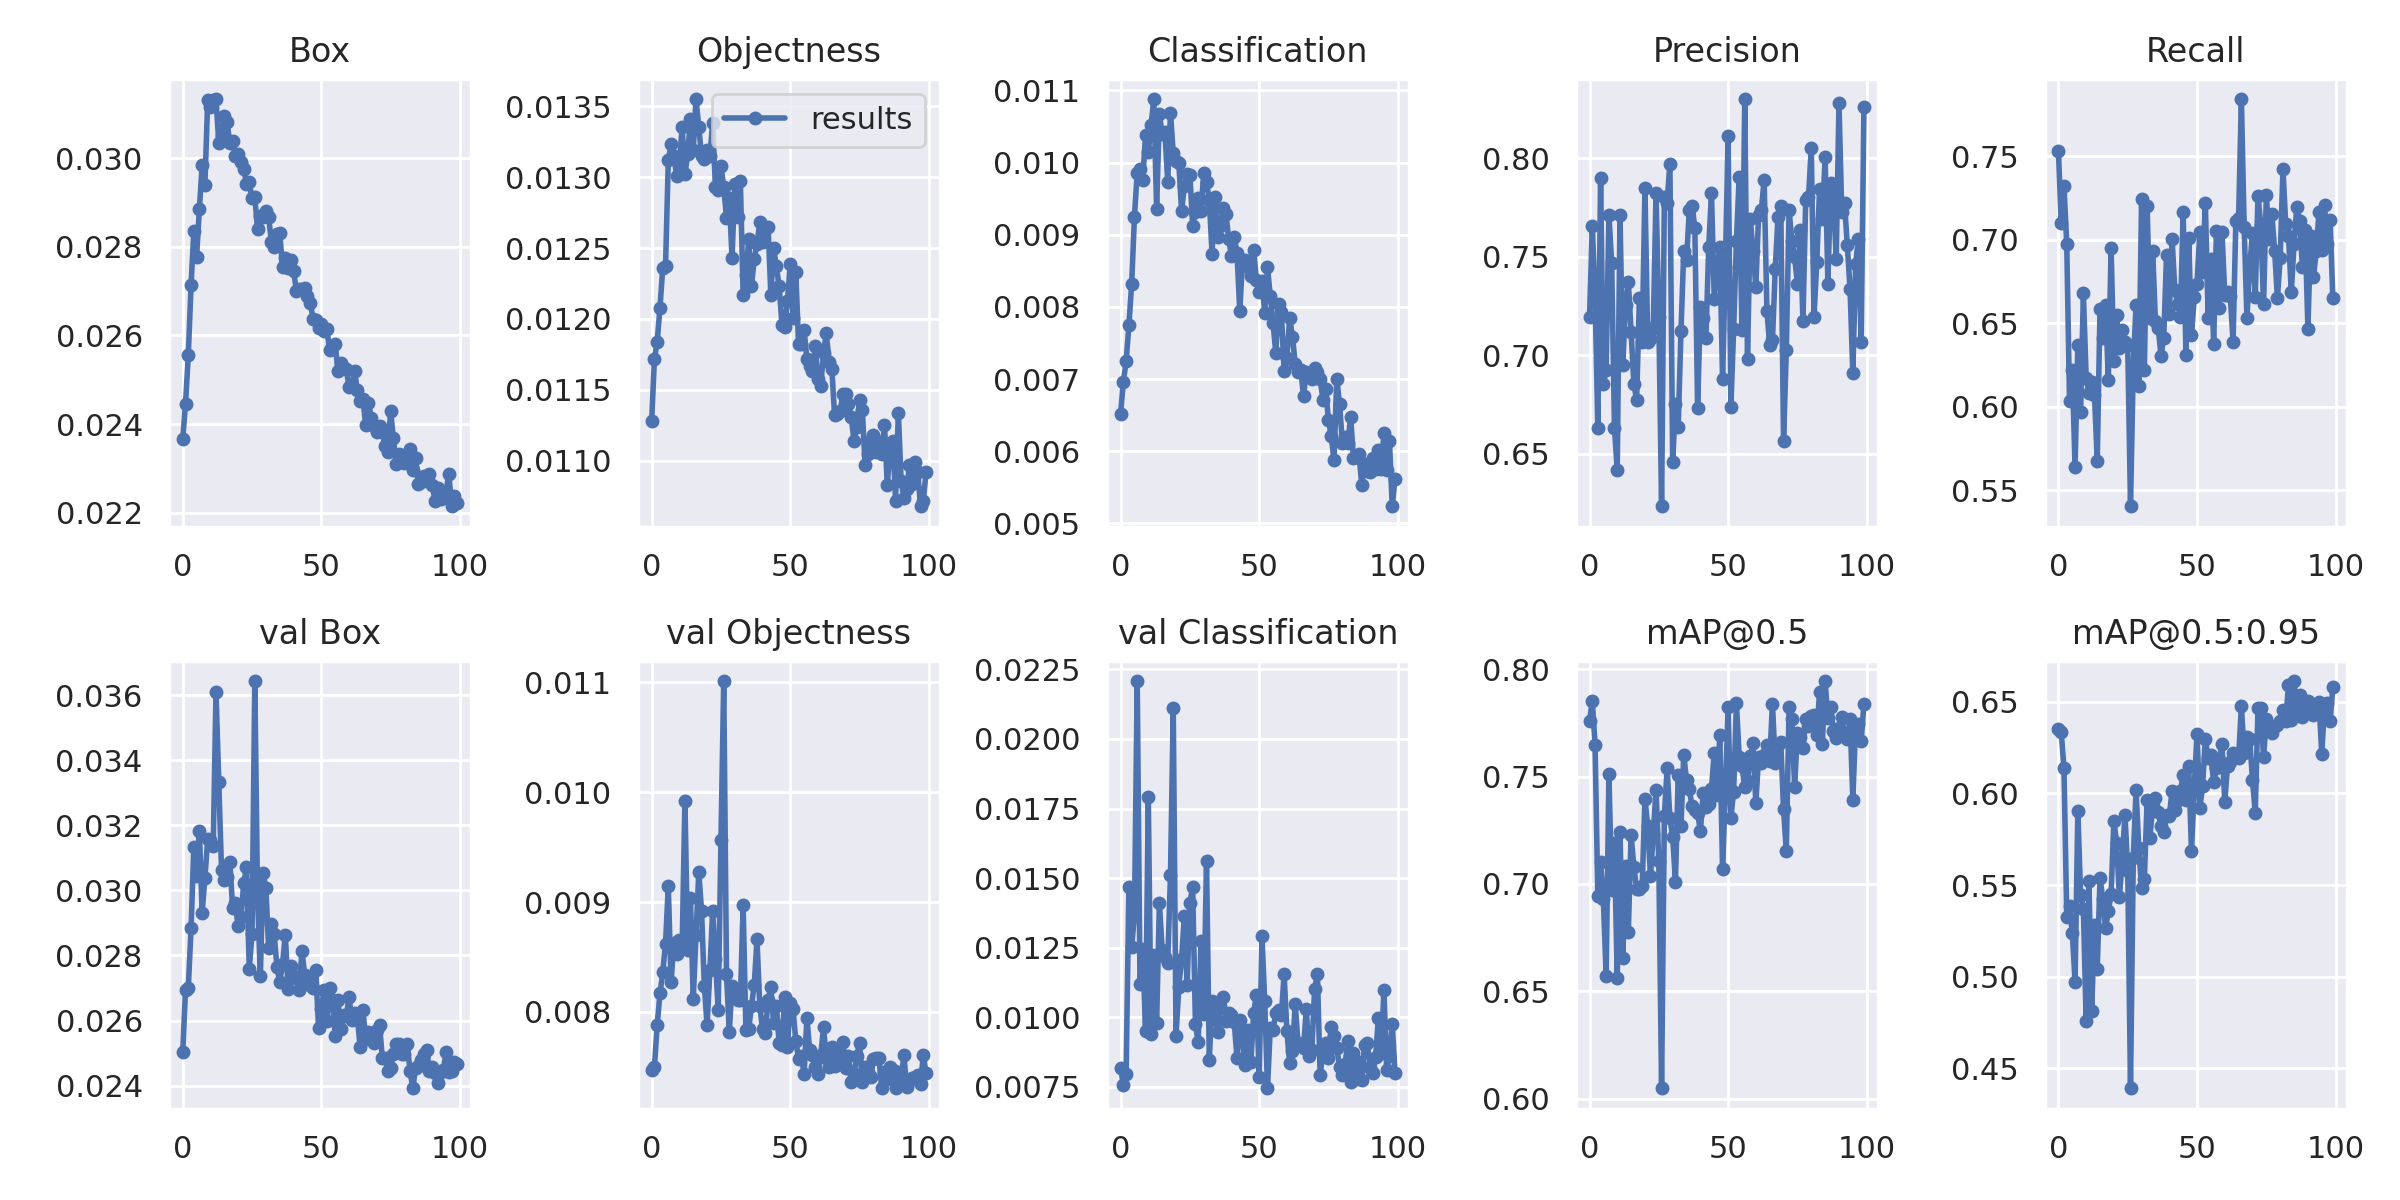 Box
Objectness
Classification
Precision
Recall
0.030
0.028
0.026
0.024
0.022
0 50 100
0.0135
0.0130
0.0125
0.0120
0.0115
0.0110
results
0 50 100
0.011
0.010
0.009
0.008
0.007
0.006
0.005
0 50 100
0.80
0.75
0.70
0.65
0 50 100
0.75
0.70
0.65
0.60
0.55
0 50 100
val Box
val Objectness
val Classification
mAP@0.5
mAP@0.5:0.95
0.036
0.034
0.032
0.030
0.028
0.026
0.024
0 50 100
0.011
0.010
0.009
0.008
0 50 100
0.0225
0.0200
0.0175
0.0150
0.0125
0.0100
0.0075
0 50 100
0.80
0.75
0.70
0.65
0.60
0 50 100
0.65
0.60
0.55
0.50
0.45
0 50 100